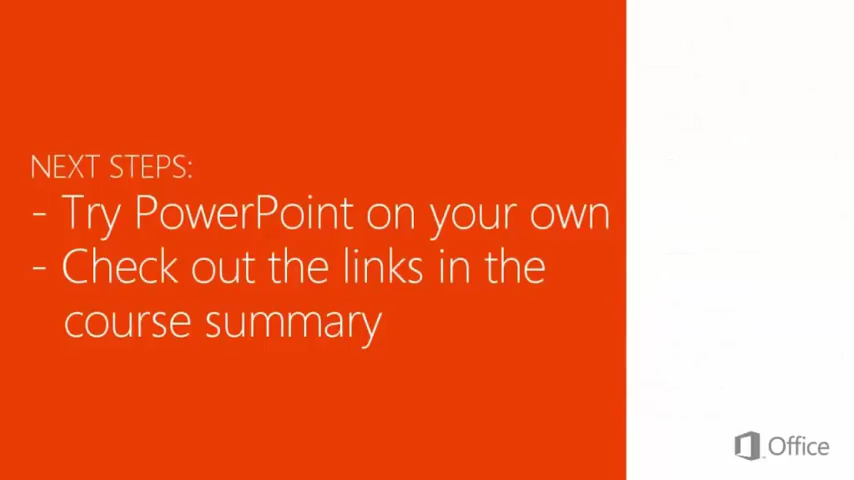 NEXT STEPS:
- Try PowerPoint on your own
- Check out the links in the
course summary
Office